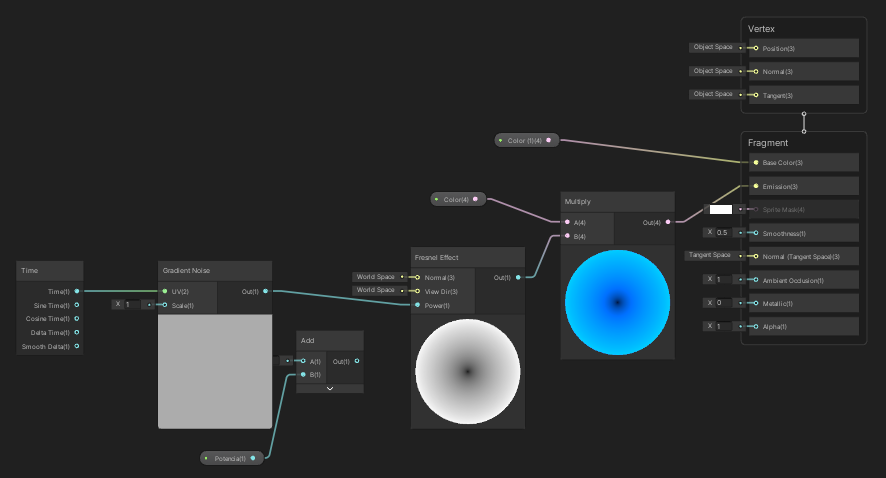 Vertex
Object Space
Position(3)
Object Space
Normal(3)
Object Space
Tangent(3)
Fragment
Color (1)(4)
Base Color(3)
Emission(3)
Sprite Mask(4)
X 0.5
Smoothness(1)
Tangent Space
Normal (Tangent Space)(3)
X 1
Ambient Occlusion(1)
X 0
Metallic(1)
X 1
Alpha(1)
Color(4)
Multiply
A(4)
Out(4)
B(4)
Fresnel Effect
World Space
Normal(3)
Out(1)
World Space
View Dir(3)
Power(1)
Time
Time(1)
Sine Time(1)
Cosine Time(1)
Delta Time(1)
Smooth Delta(1)
Gradient Noise
UV(2)
Out(1)
X 1
Scale(1)
Add
A(1)
Out(1)
B(1)
Potencia(1)